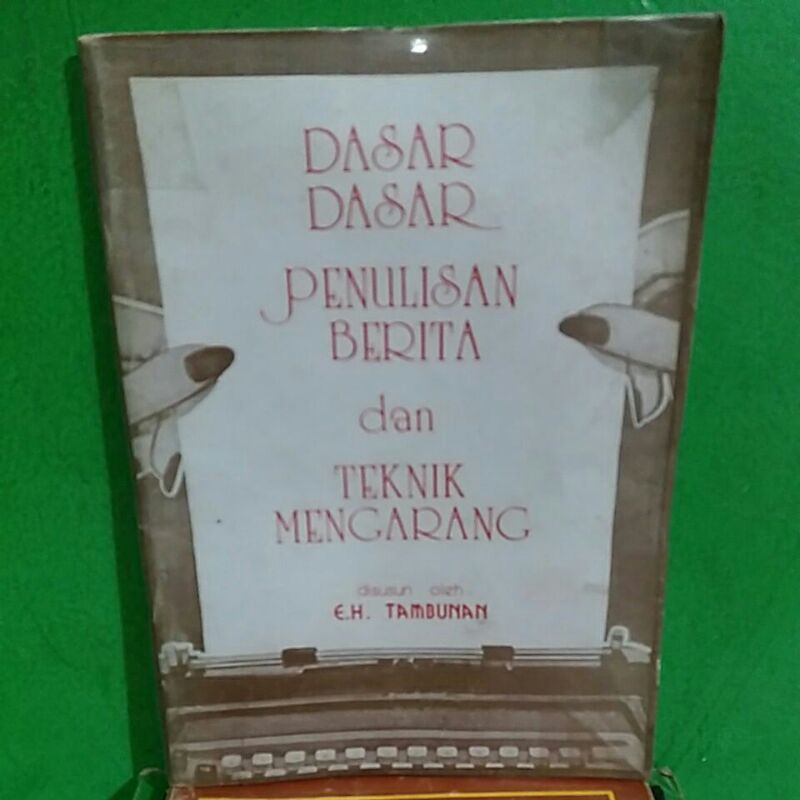 DASAR
DASAR
PENULISAN
BERITA
dan
TEKNIK
MENGARANG
disusun oleh
E.H. TAMBUNAN